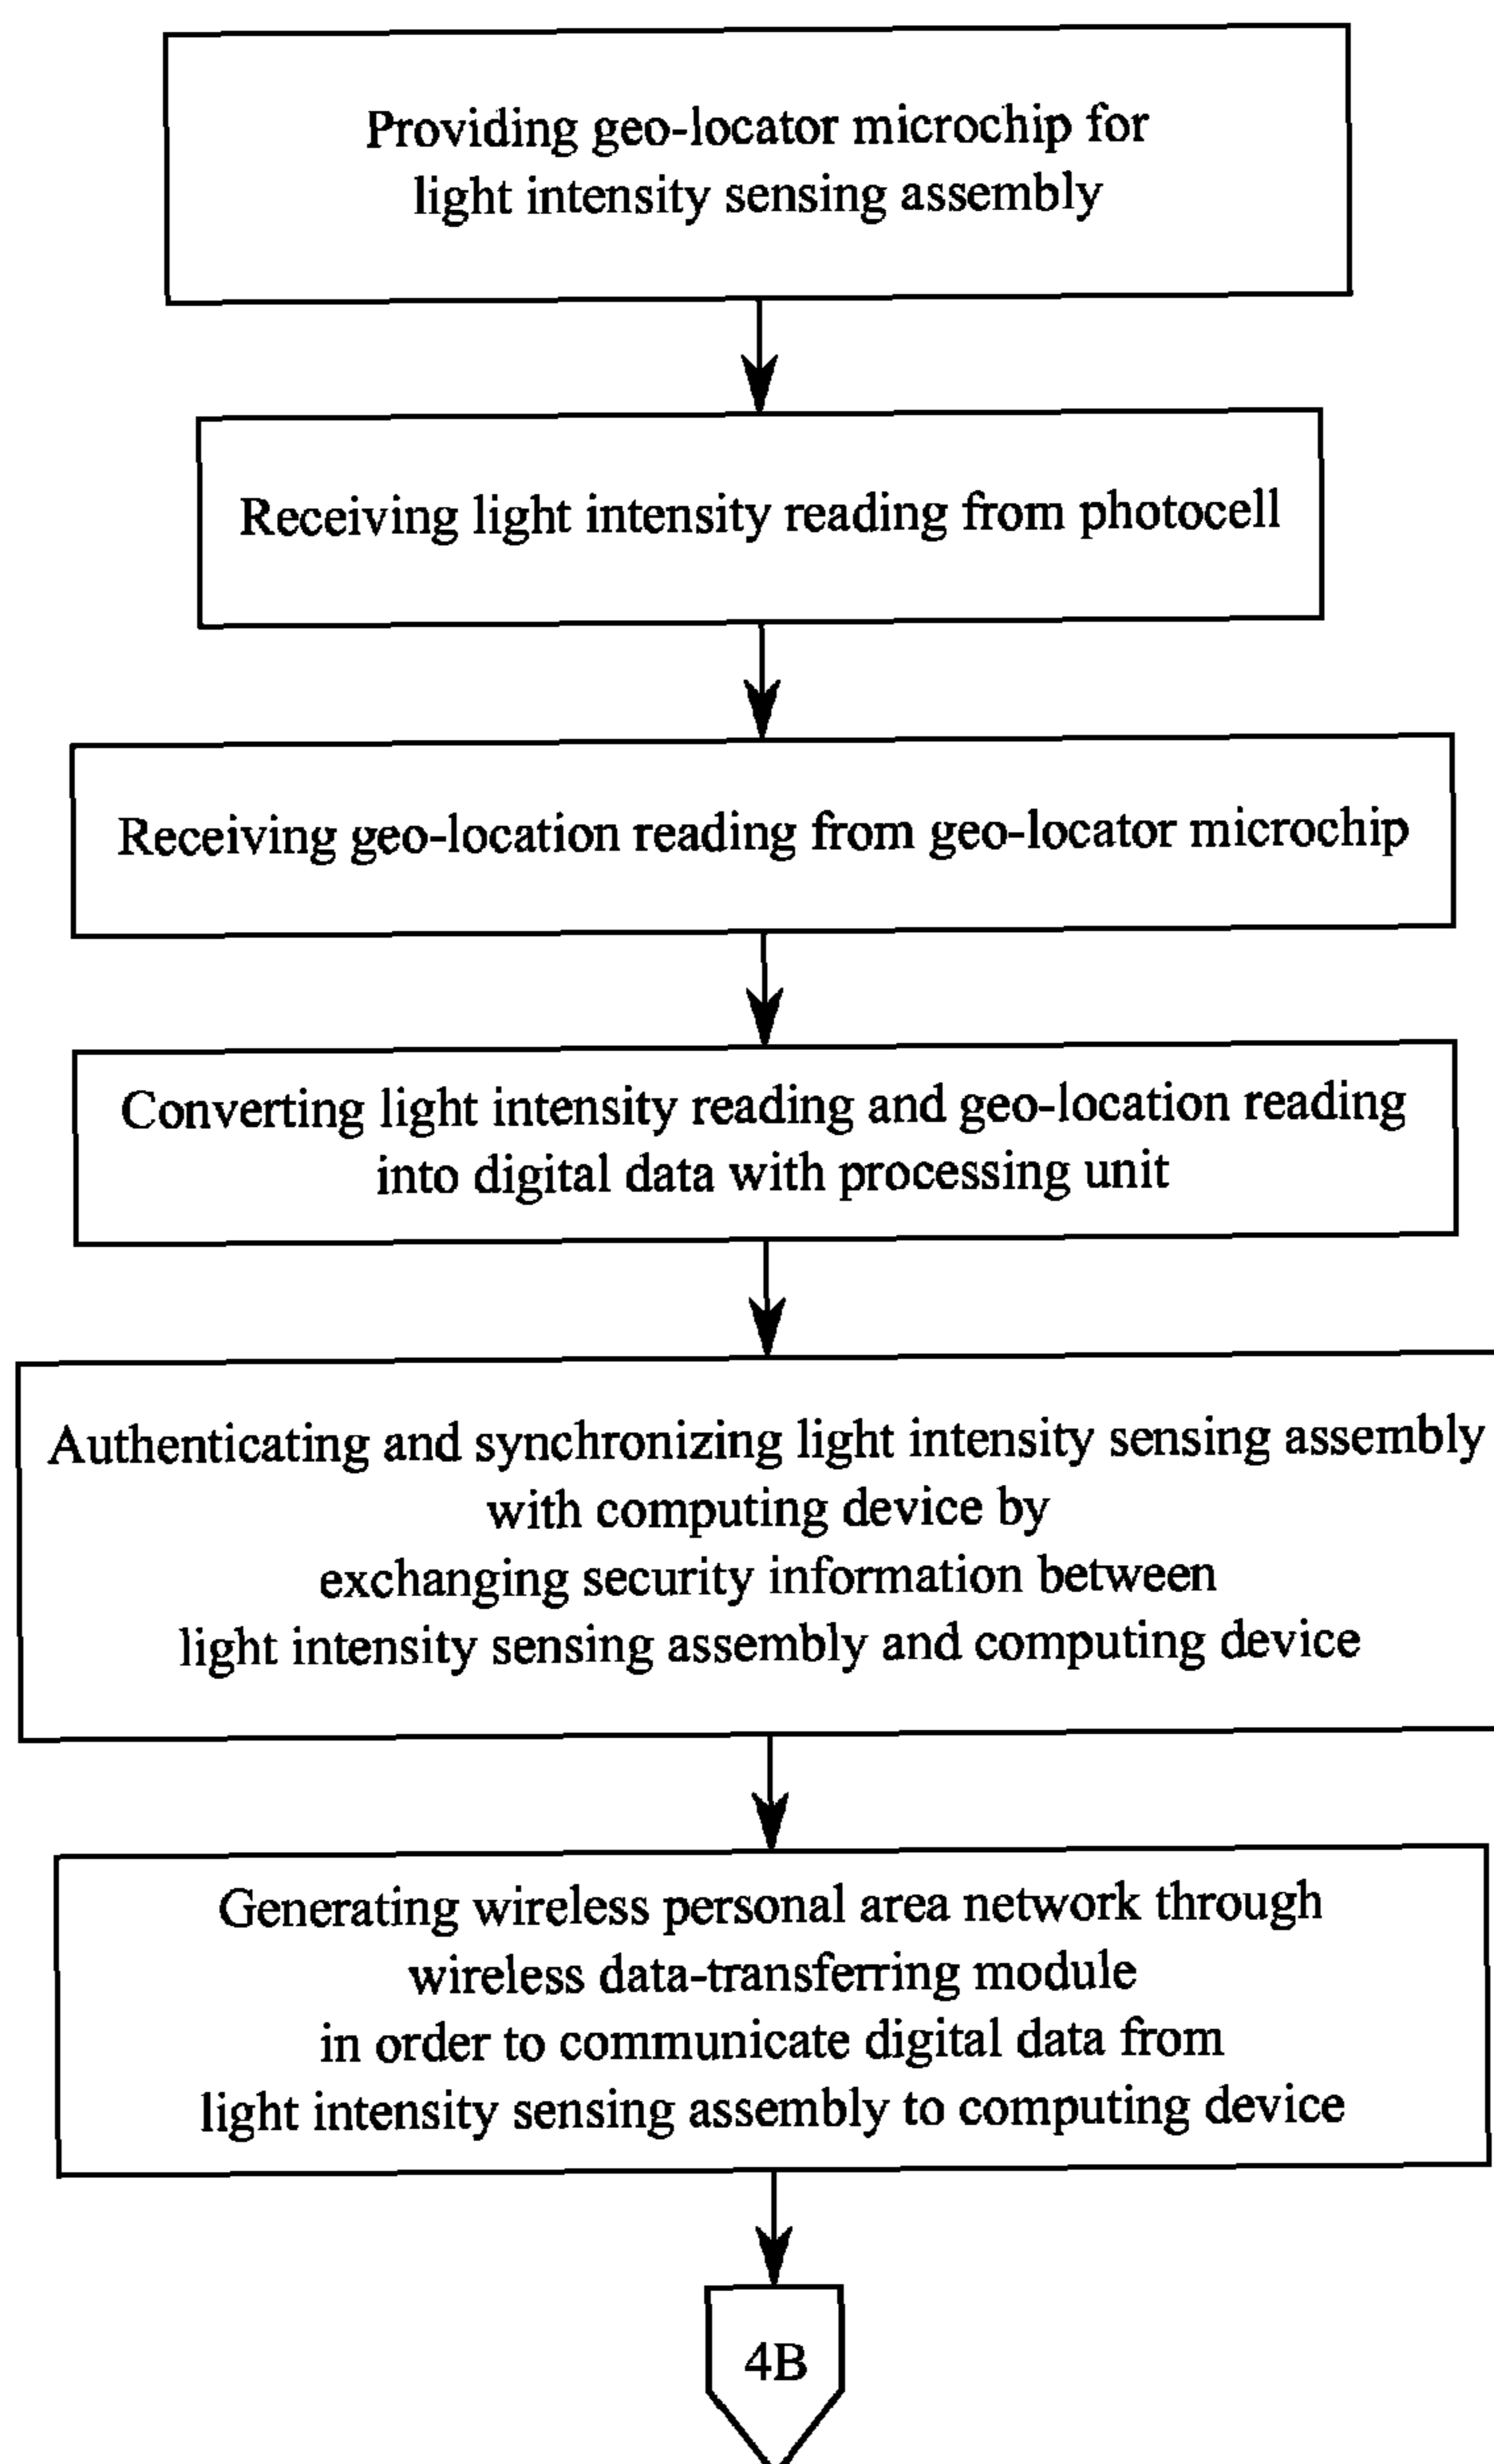 Providing geo-locator microchip for
light intensity sensing assembly
Receiving light intensity reading from photocell
Receiving geo-location reading from geo-locator microchip
Converting light intensity reading and geo-location reading
into digital data with processing unit
Authenticating and synchronizing light intensity sensing assembly
with computing device by
exchanging security information between
light intensity sensing assembly and computing device
Generating wireless personal area network through
wireless data-transferring module
in order to communicate digital data from
light intensity sensing assembly to computing device
4B